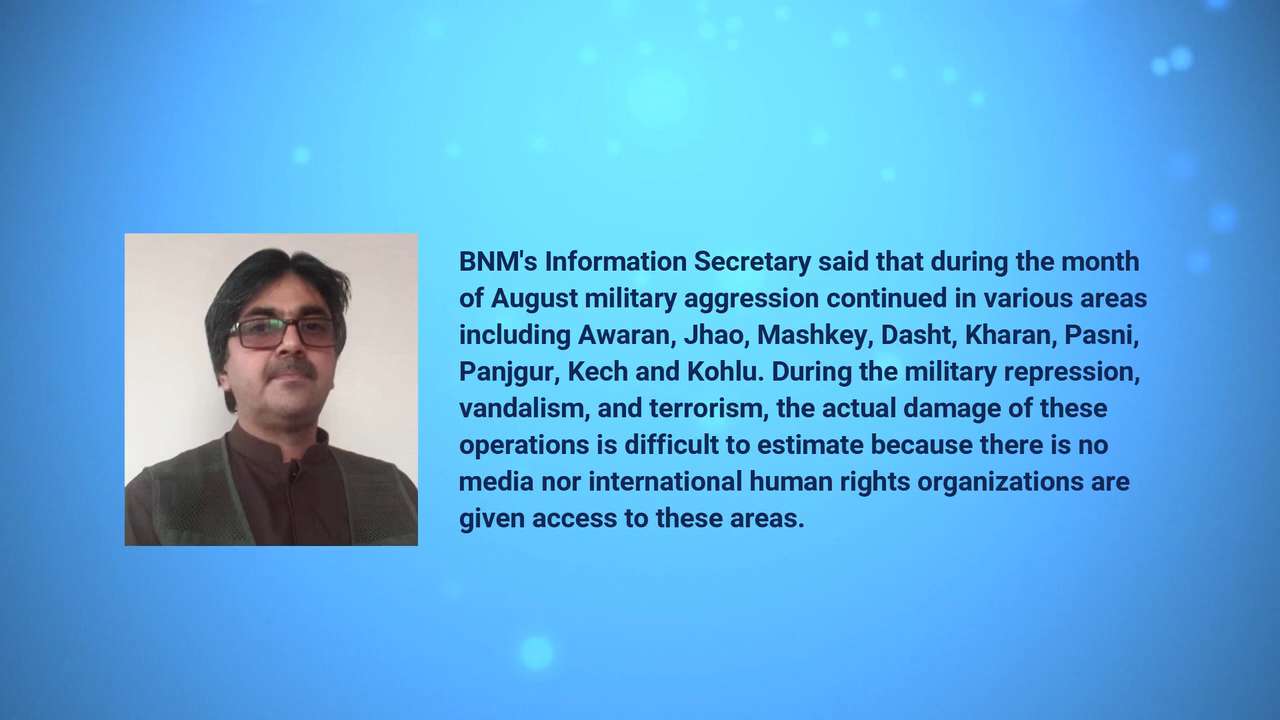 BNM's Information Secretary said that during the month
of August military aggression continued in various areas
including Awaran, Jhao, Mashkey, Dasht, Kharan, Pasni,
Panjgur, Kech and Kohlu. During the military repression,
vandalism, and terrorism, the actual damage of these
operations is difficult to estimate because there is no
media nor international human rights organizations are
given access to these areas.